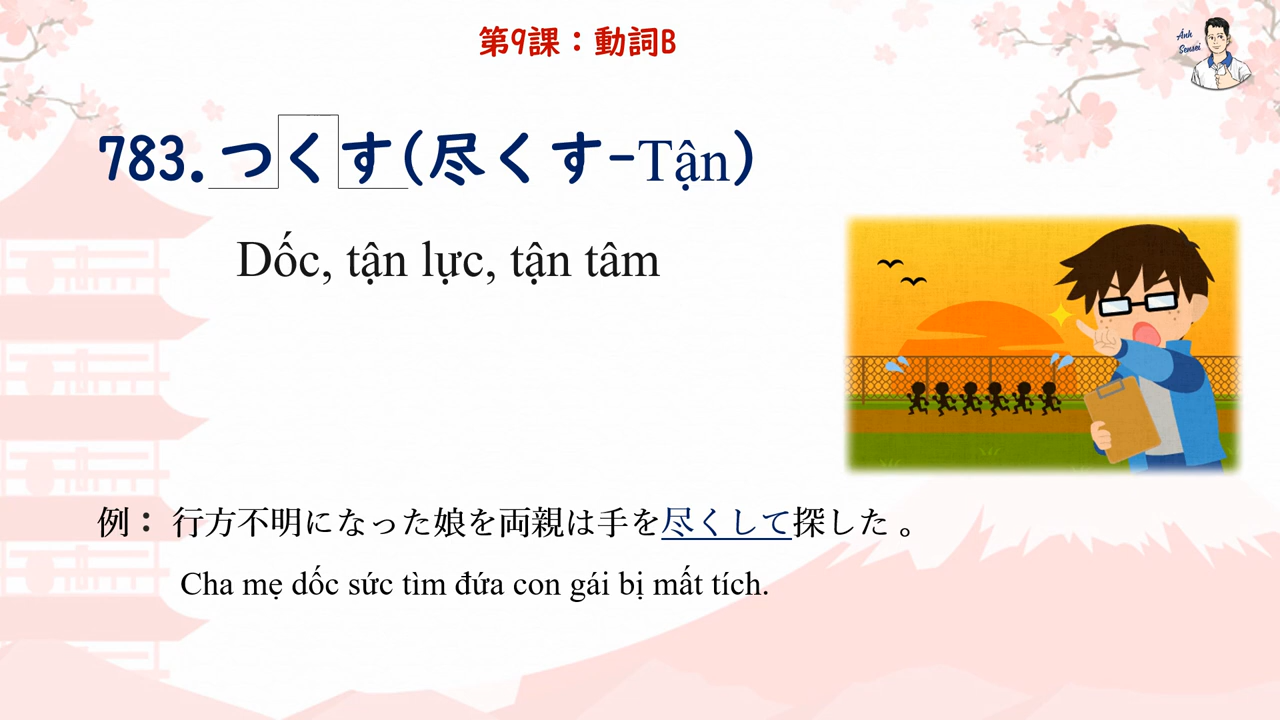 第9課：動詞B
Ánh
Sensei
783.つくす(尽くす-Tận)
Dốc, tận lực, tận tâm
例： 行方不明になった娘を両親は手を尽くして探した 。
Cha mẹ dốc sức tìm đứa con gái bị mất tích.